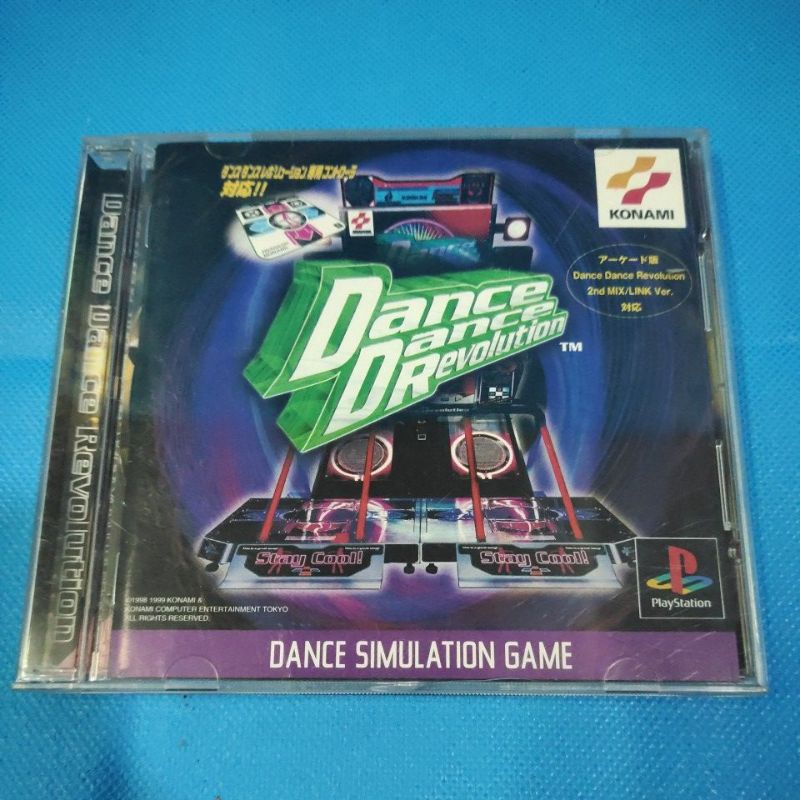 Dance Dance Revolution
ダンスダンスレボリューション専用コントローラ
対応!!
KONAMI
アーケード版
Dance Dance Revolution
2nd MIX/LINK Ver.
対応
Dance
Dance
Revolution
TM
Stay Cool!
Stay Cool!
©1998 1999 KONAMI &
KONAMI COMPUTER ENTERTAINMENT TOKYO
ALL RIGHTS RESERVED.
PlayStation
DANCE SIMULATION GAME